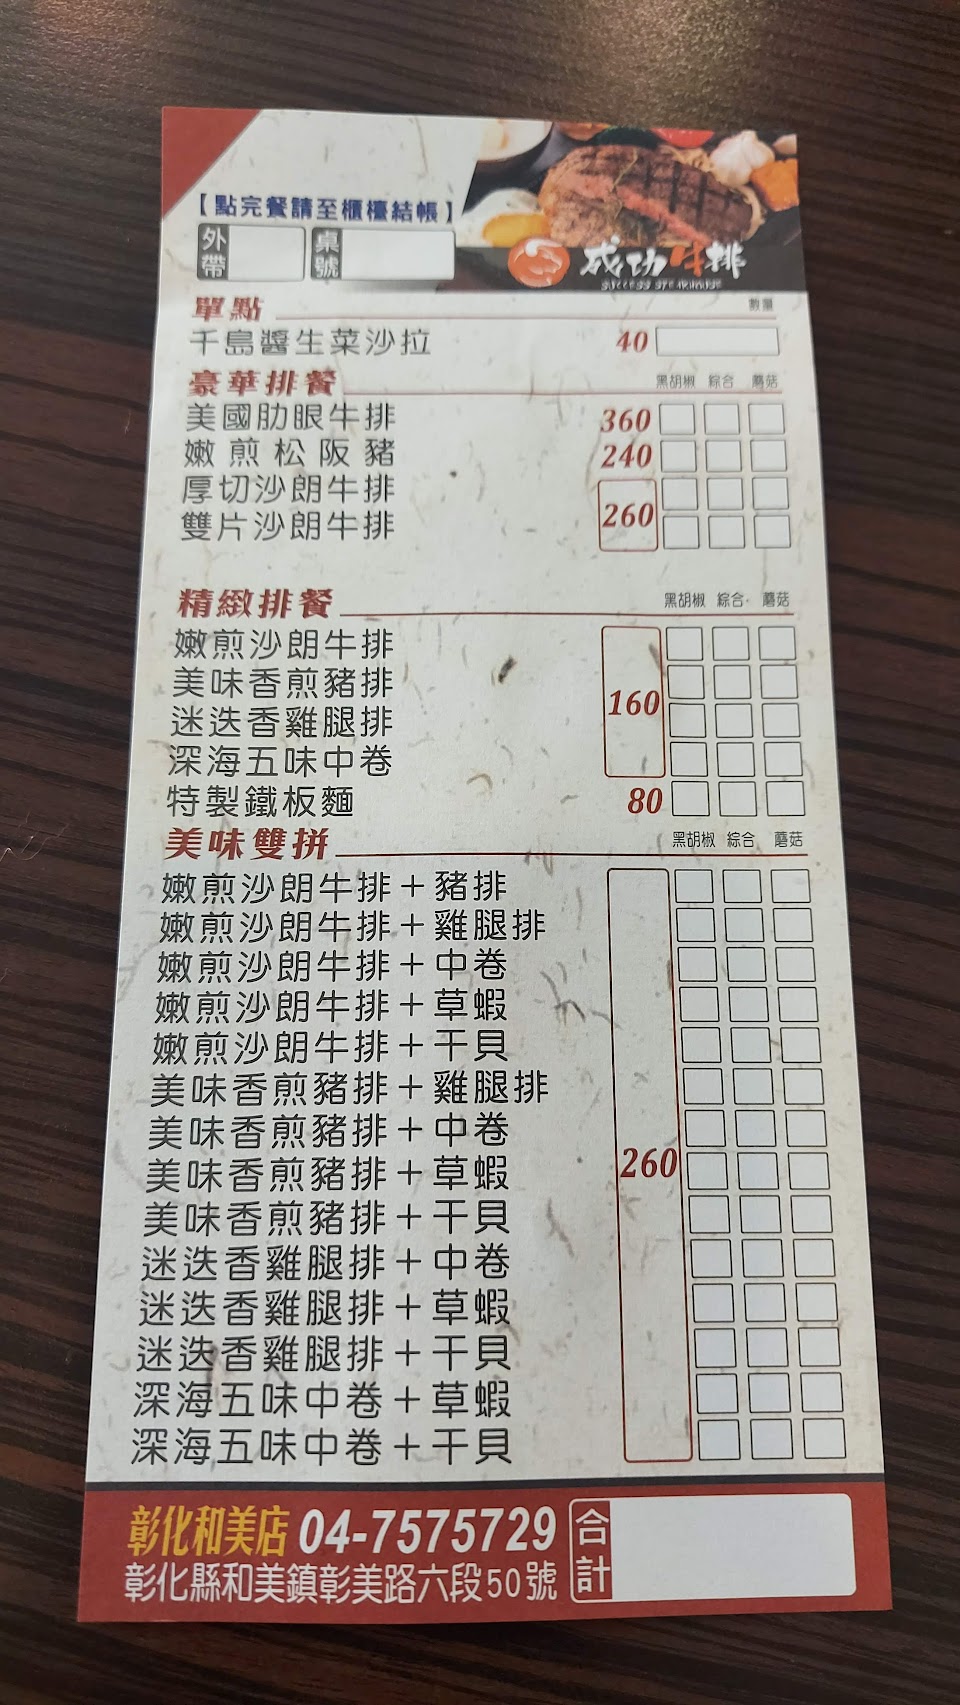 【點完餐請至櫃檯結帳】
外帶
桌號
成功牛排
SUCCESS STEAKHOUSE
單點 數量
千島醬生菜沙拉 40
豪華排餐 黑胡椒 綜合 蘑菇
美國肋眼牛排 360
嫩煎松阪豬 240
厚切沙朗牛排
雙片沙朗牛排
260
精緻排餐 黑胡椒 綜合 蘑菇
嫩煎沙朗牛排
美味香煎豬排
迷迭香雞腿排
深海五味中卷
160
特製鐵板麵 80
美味雙拼 黑胡椒 綜合 蘑菇
嫩煎沙朗牛排+豬排
嫩煎沙朗牛排+雞腿排
嫩煎沙朗牛排+中卷
嫩煎沙朗牛排+草蝦
嫩煎沙朗牛排+干貝
美味香煎豬排+雞腿排
美味香煎豬排+中卷
美味香煎豬排+草蝦
美味香煎豬排+干貝
迷迭香雞腿排+中卷
迷迭香雞腿排+草蝦
迷迭香雞腿排+干貝
深海五味中卷+草蝦
深海五味中卷+干貝
260
彰化和美店 04-7575729
彰化縣和美鎮彰美路六段50號
合計